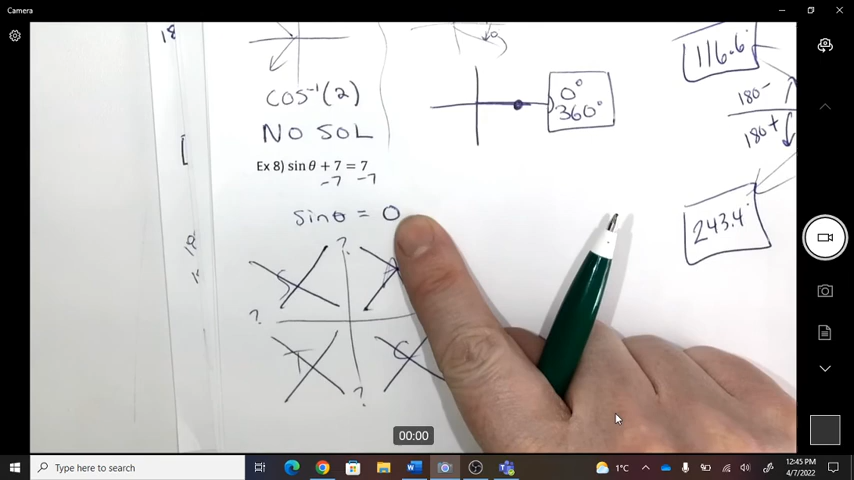 Camera
18
116.6°
0°
360°
180-
180+
cos⁻¹(2)
NO SOL
Ex 8) sin θ + 7 = 7
-7 -7
243.4°
sinθ = 0
?
S
A
?
T
C
?
00:00
Type here to search
1°C
12:45 PM
4/7/2022